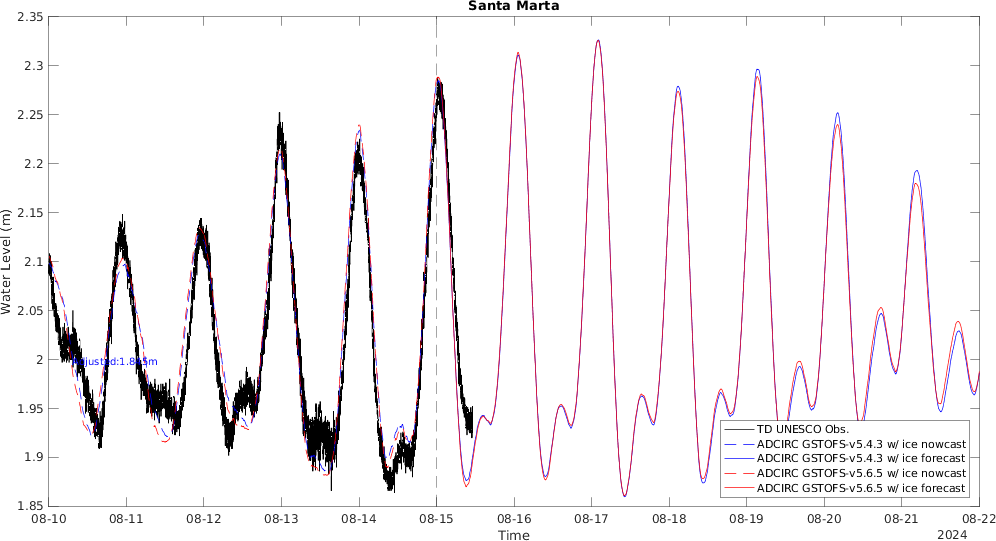 Santa Marta
2.35
2.3
2.25
2.2
2.15
2.1
2.05
2
1.95
1.9
1.85
Water Level (m)
TD UNESCO Obs.
ADCIRC GSTOFS-v5.4.3 w/ ice nowcast
ADCIRC GSTOFS-v5.4.3 w/ ice forecast
ADCIRC GSTOFS-v5.6.5 w/ ice nowcast
ADCIRC GSTOFS-v5.6.5 w/ ice forecast
08-10 08-11 08-12 08-13 08-14 08-15 08-16 08-17 08-18 08-19 08-20 08-21 08-22
Time
2024